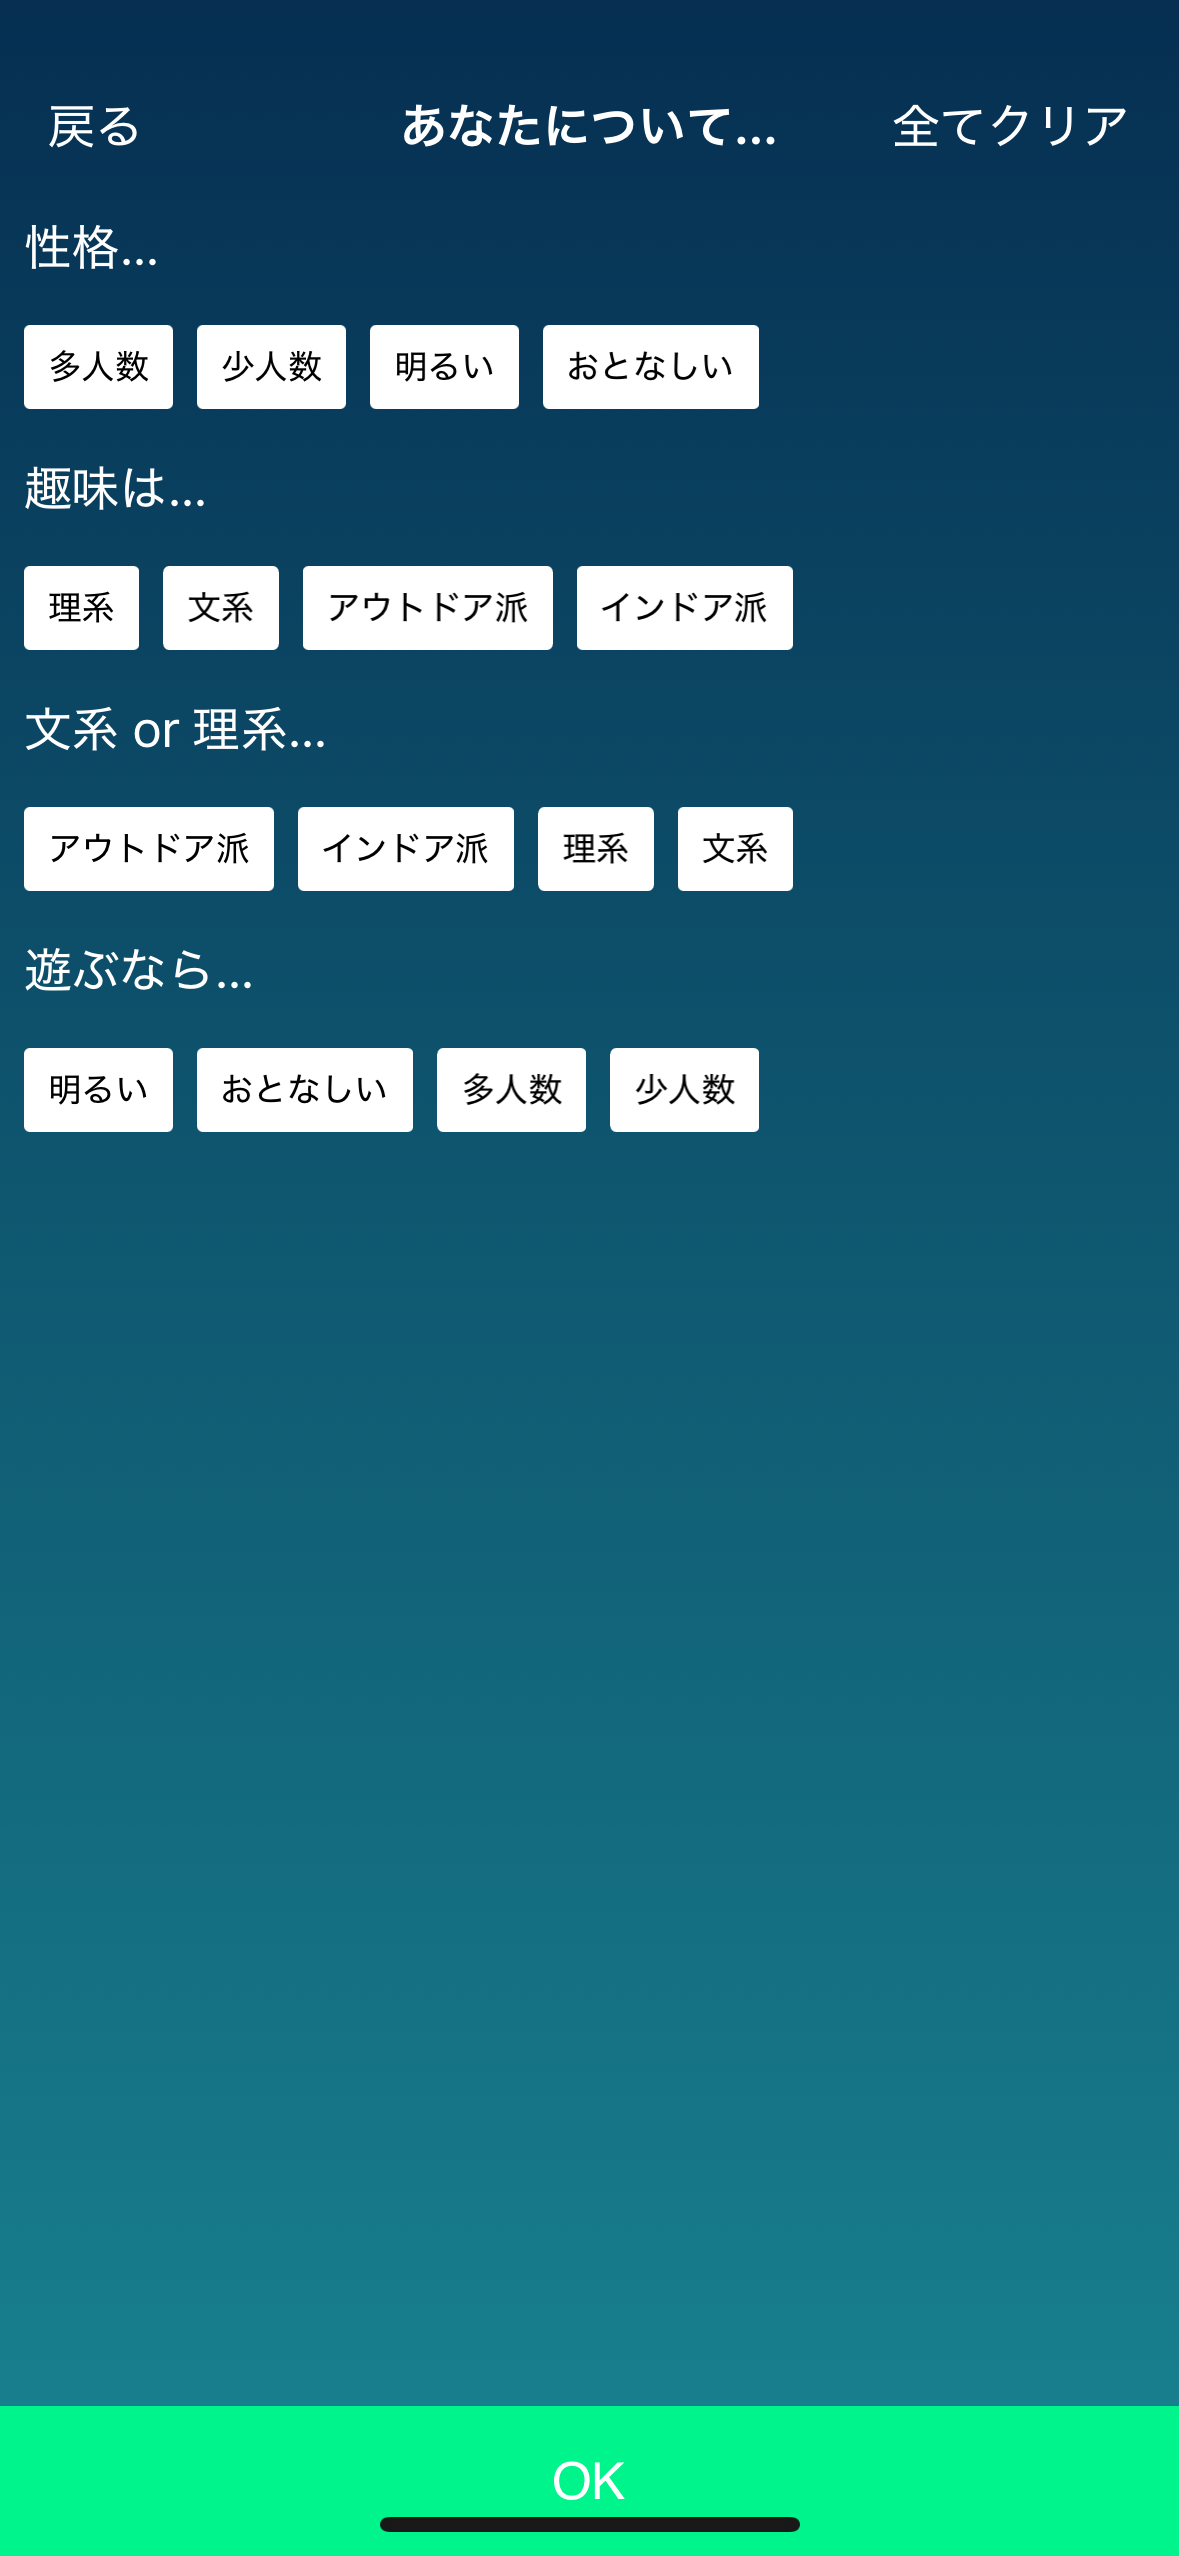 戻る あなたについて... 全てクリア
性格...
多人数 少人数 明るい おとなしい
趣味は...
理系 文系 アウトドア派 インドア派
文系 or 理系...
アウトドア派 インドア派 理系 文系
遊ぶなら...
明るい おとなしい 多人数 少人数
OK